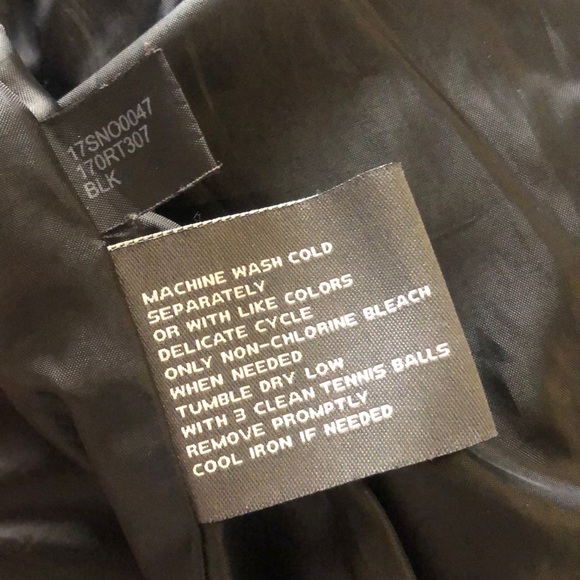 17SNO0047
170RT307
BLK
MACHINE WASH COLD
SEPARATELY
OR WITH LIKE COLORS
DELICATE CYCLE
ONLY NON-CHLORINE BLEACH
WHEN NEEDED
TUMBLE DRY LOW
WITH 3 CLEAN TENNIS BALLS
REMOVE PROMPTLY
COOL IRON IF NEEDED